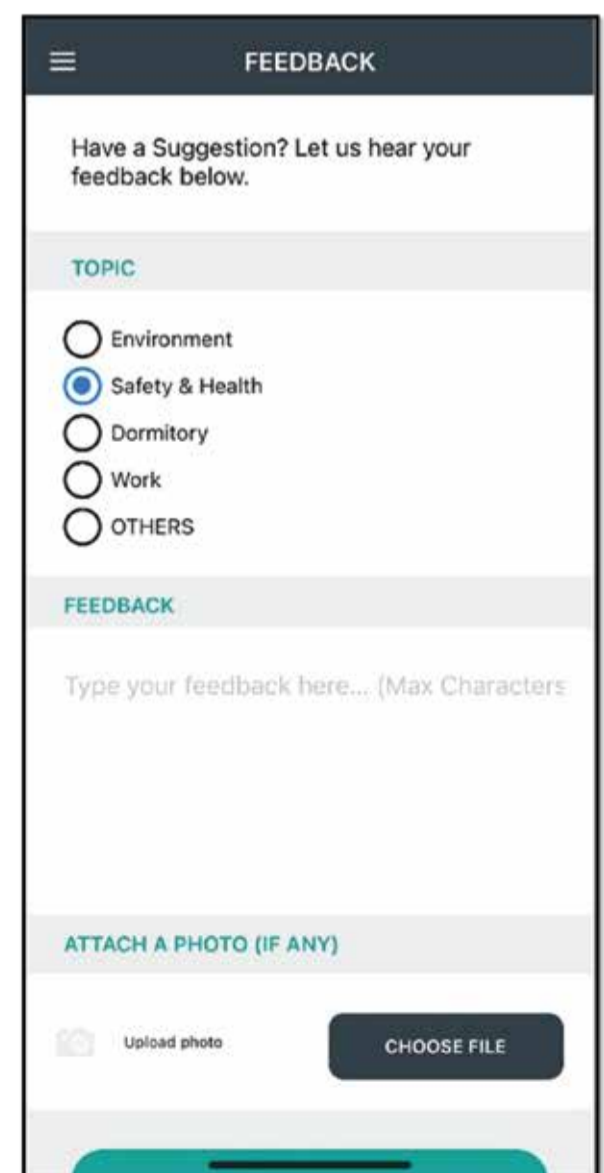 FEEDBACK
Have a Suggestion? Let us hear your
feedback below.
TOPIC
Environment
Safety & Health
Dormitory
Work
OTHERS
FEEDBACK
Type your feedback here... (Max Characters
ATTACH A PHOTO (IF ANY)
Upload photo
CHOOSE FILE